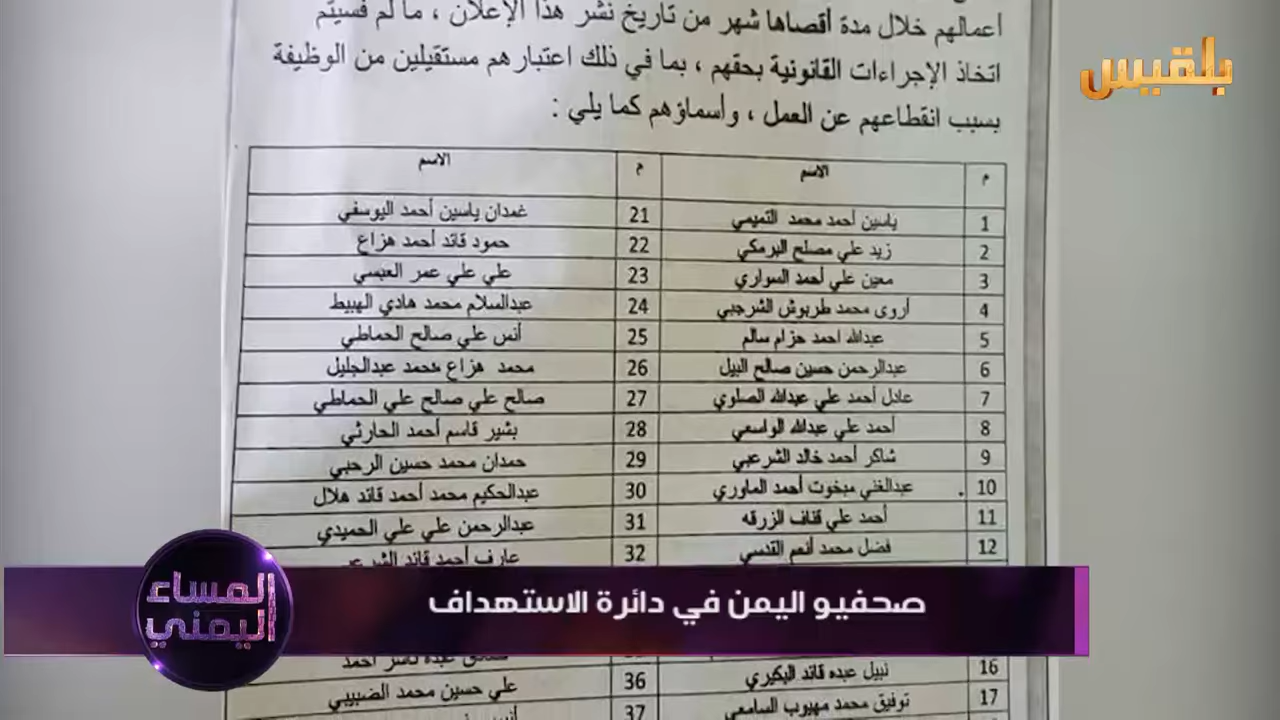 أعمالهم خلال مدة أقصاها شهر من تاريخ نشر هذا الإعلان ، ما لم فسيتم
اتخاذ الإجراءات القانونية بحقهم ، بما في ذلك اعتبارهم مستقيلين من الوظيفة
بسبب انقطاعهم عن العمل ، وأسماؤهم كما يلي :
بلقيس
م الاسم م الاسم
1 ياسين أحمد محمد التميمي 21 غمدان ياسين أحمد اليوسفي
2 زيد علي مصلح البرمكي 22 حمود قائد أحمد هزاع
3 معين علي أحمد السواري 23 علي علي عمر العبسي
4 أروى محمد طربوش الشرجبي 24 عبدالسلام محمد هادي الهبيط
5 عبدالله احمد حزام سالم 25 أنس علي صالح الحماطي
6 عبدالرحمن حسين صالح البيل 26 محمد هزاع محمد عبدالجليل
7 عادل أحمد علي عبدالله الصلوي 27 صالح علي صالح علي الحماطي
8 أحمد علي عبدالله الواسعي 28 بشير قاسم أحمد الحارثي
9 شاكر أحمد خالد الشرعبي 29 حمدان محمد حسين الرحبي
10 عبدالغني مبخوت أحمد الماوري 30 عبدالحكيم محمد أحمد قائد هلال
11 أحمد علي قناف الزرقه 31 عبدالرحمن علي علي الحميدي
12 فضل محمد أنعم القدسي 32 عارف أحمد قائد
المساء
اليمني
صحفيو اليمن في دائرة الاستهداف
16 نبيل عبده قائد البكيري عبده ناصر احمد
17 توفيق محمد مهيوب السامعي 36 علي حسين محمد الضبيبي
37